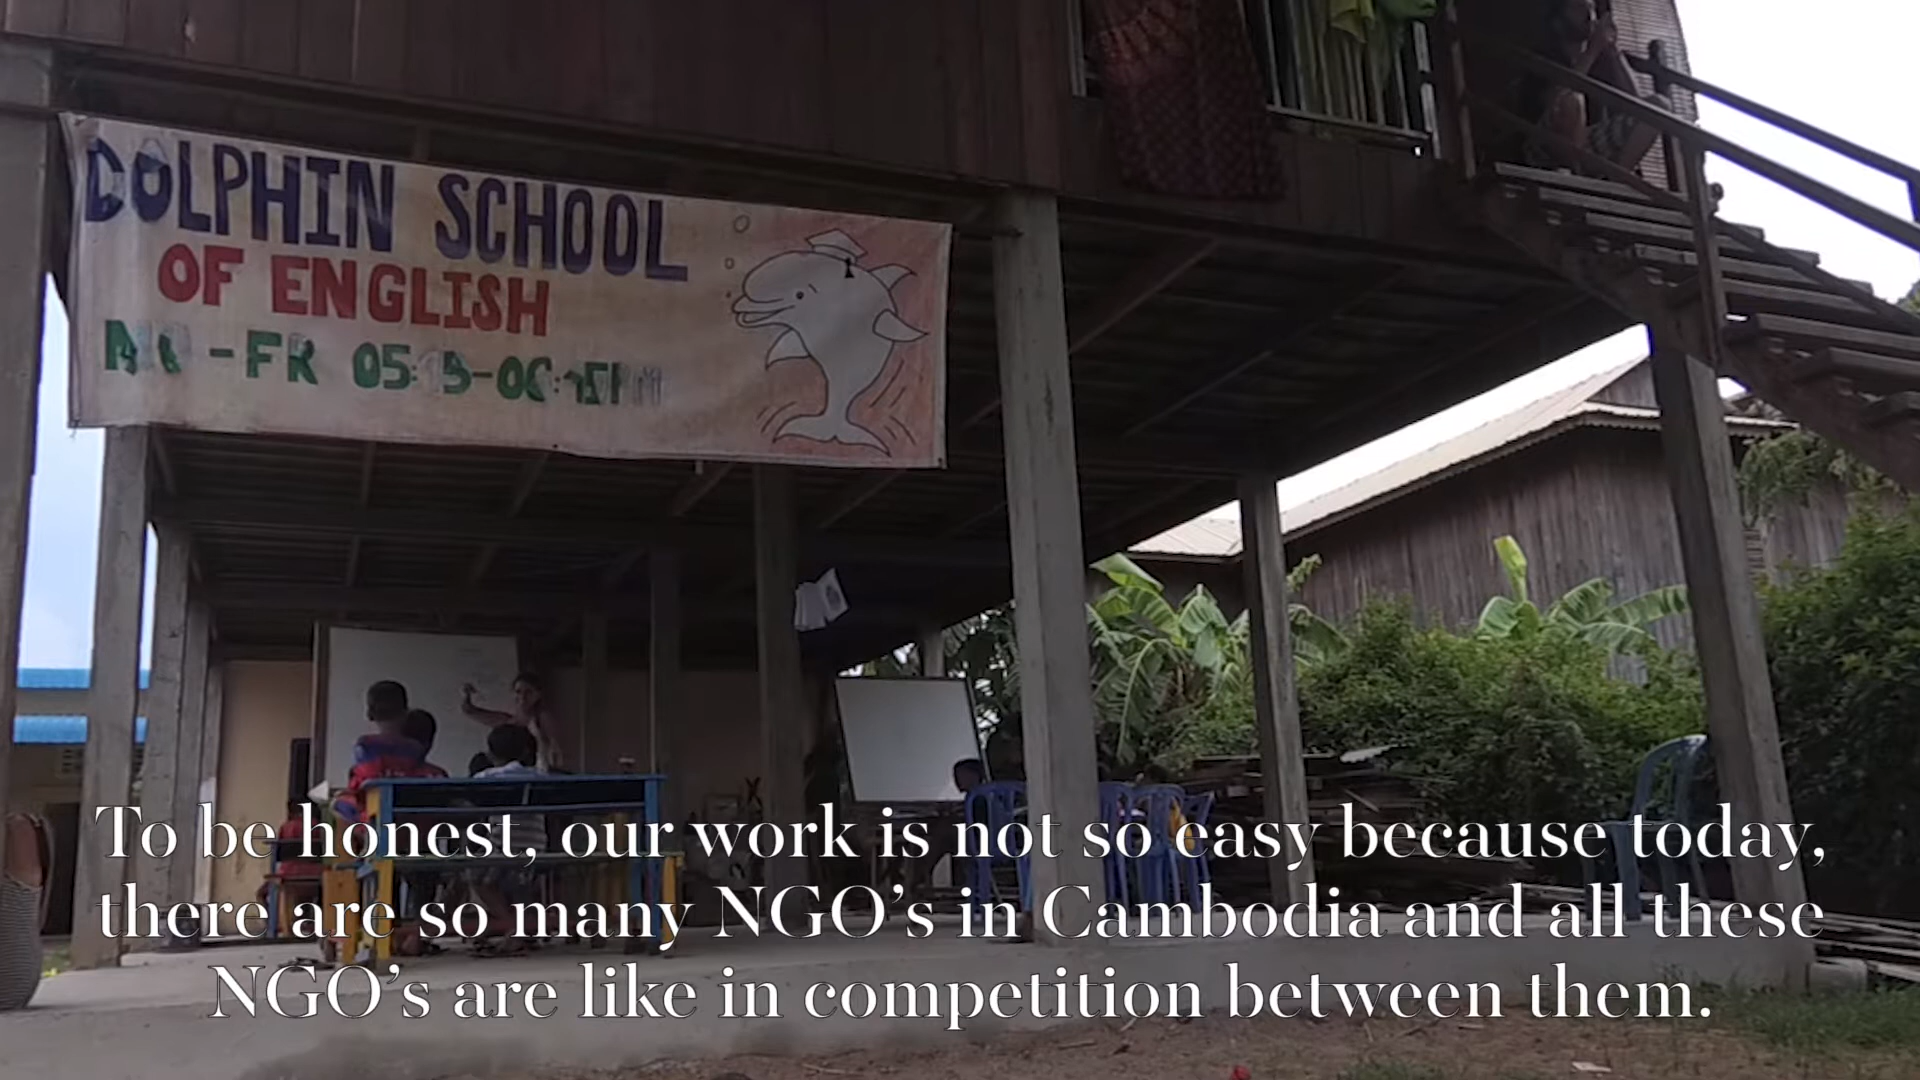 DOLPHIN SCHOOL
OF ENGLISH
- FR
To be honest, our work is not so easy because today,
there are so many NGO's in Cambodia and all these
NGO's are like in competition between them.